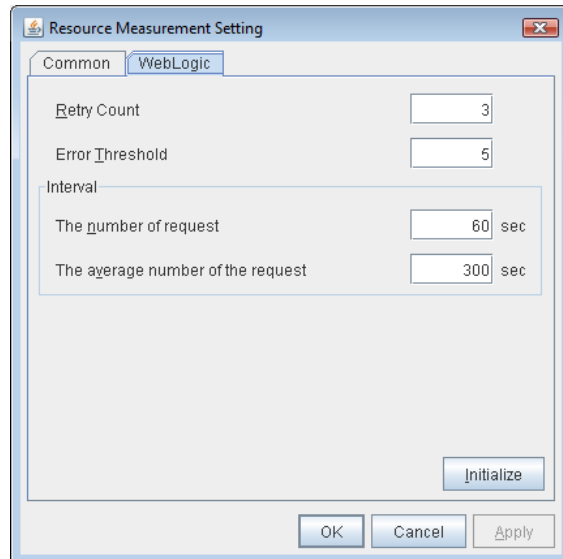 Resource Measurement Setting
Common WebLogic
Retry Count 3
Error Threshold 5
Interval
The number of request 60 sec
The average number of the request 300 sec
Initialize
OK Cancel Apply